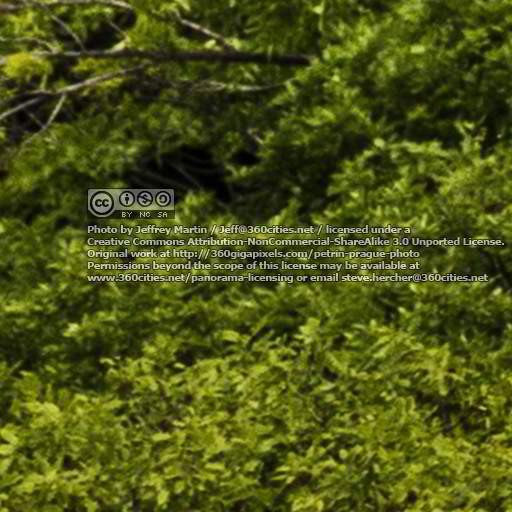 cc
BY NC SA
Photo by Jeffrey Martin / Jeff@360cities.net / licensed under a
Creative Commons Attribution-NonCommercial-ShareAlike 3.0 Unported License.
Original work at http://360gigapixels.com/petrin-prague-photo
Permissions beyond the scope of this license may be available at
www.360cities.net/panorama-licensing or email steve.hercher@360cities.net